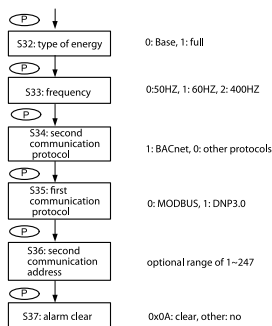 P
S32: type of energy
0: Base, 1: full
P
S33: frequency
0:50HZ, 1: 60HZ, 2: 400HZ
P
S34: second
communication
protocol
1: BACnet, 0: other protocols
P
S35: first
communication
protocol
0: MODBUS, 1: DNP3.0
P
S36: second
communication
address
optional range of 1~247
P
S37: alarm clear
0x0A: clear, other: no